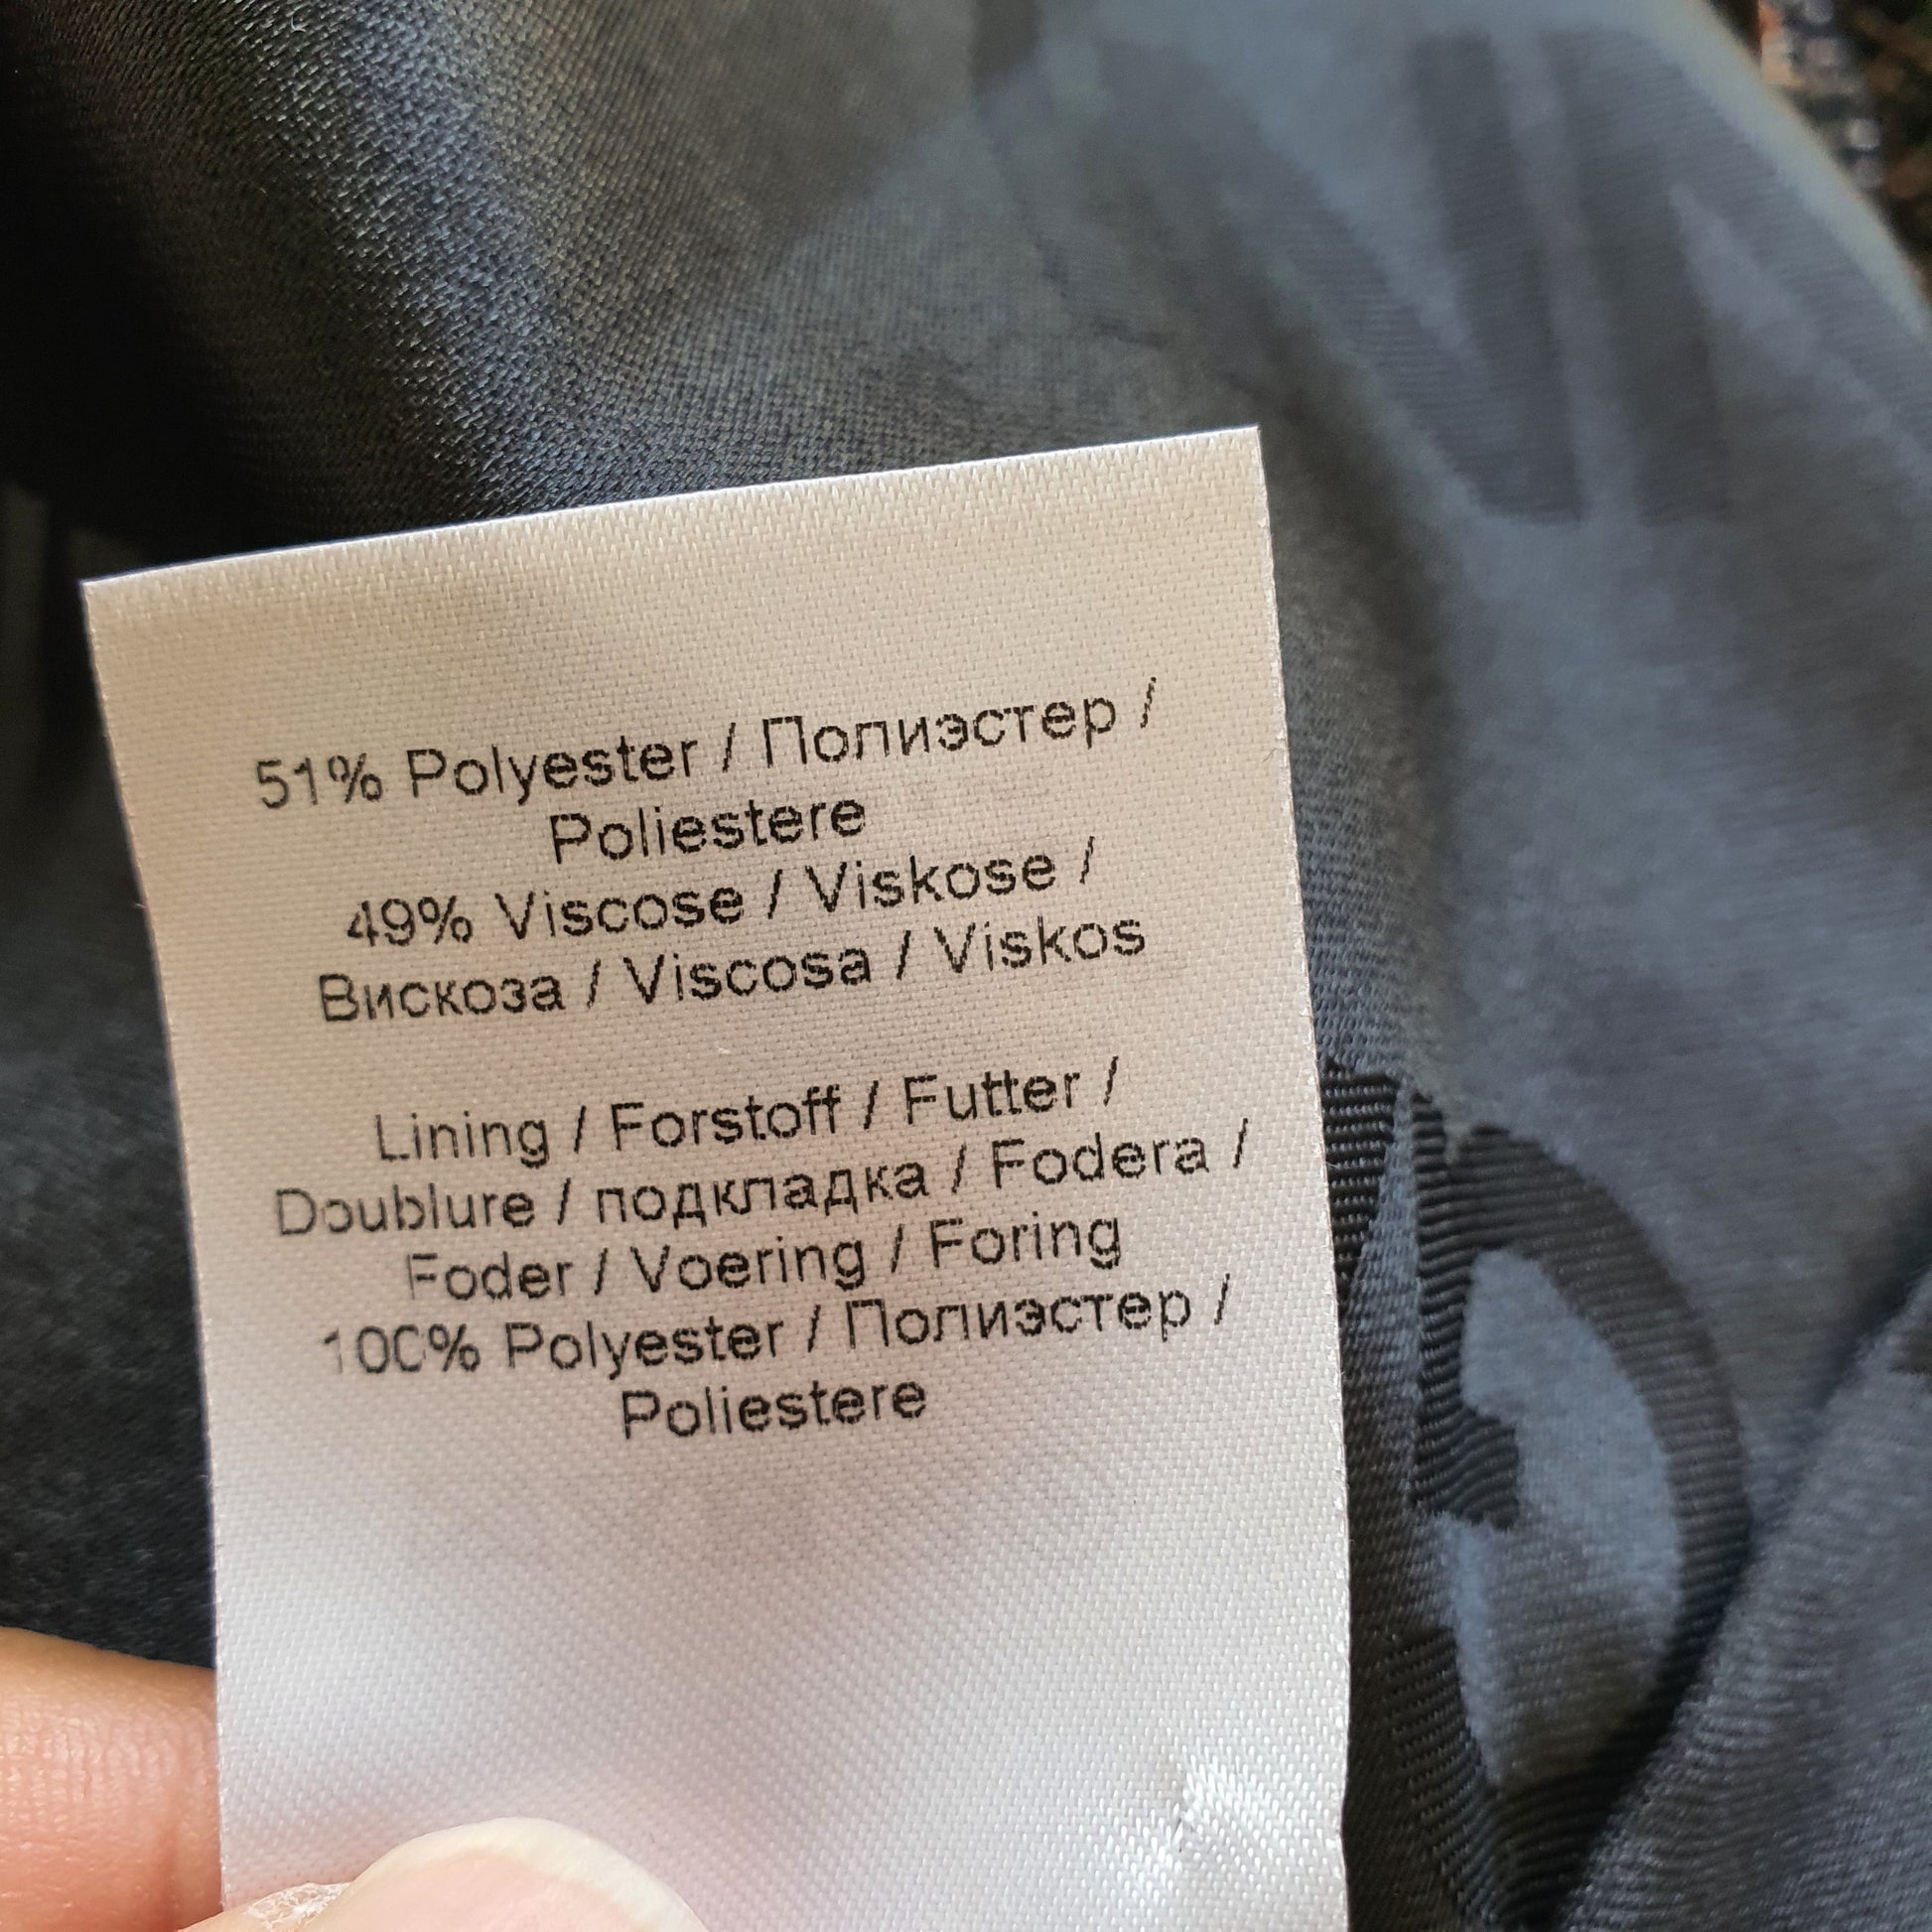 51% Polyester / Полиэстер /
Poliestere
49% Viscose / Viskose /
Вискоза / Viscosa / Viskos
Lining / Forstoff / Futter /
Doublure / подкладка / Fodera /
Foder / Voering / Foring
100% Polyester / Полиэстер /
Poliestere